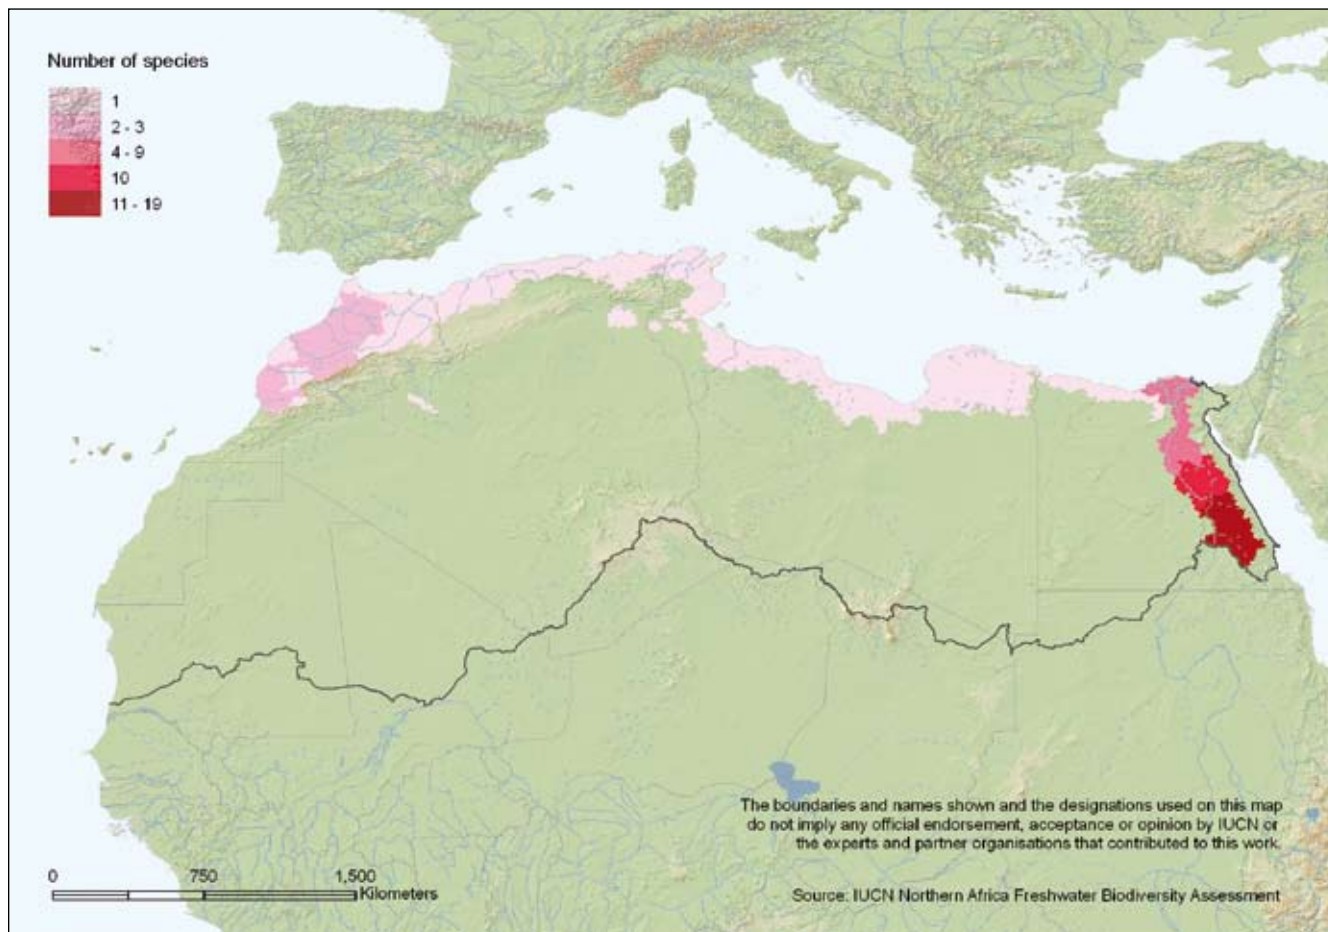 Number of species
1
2 - 3
4 - 9
10
11 - 19
The boundaries and names shown and the designations used on this map
do not imply any official endorsement, acceptance or opinion by IUCN or
the experts and partner organisations that contributed to this work.
0 750 1,500
Kilometers
Source: IUCN Northern Africa Freshwater Biodiversity Assessment